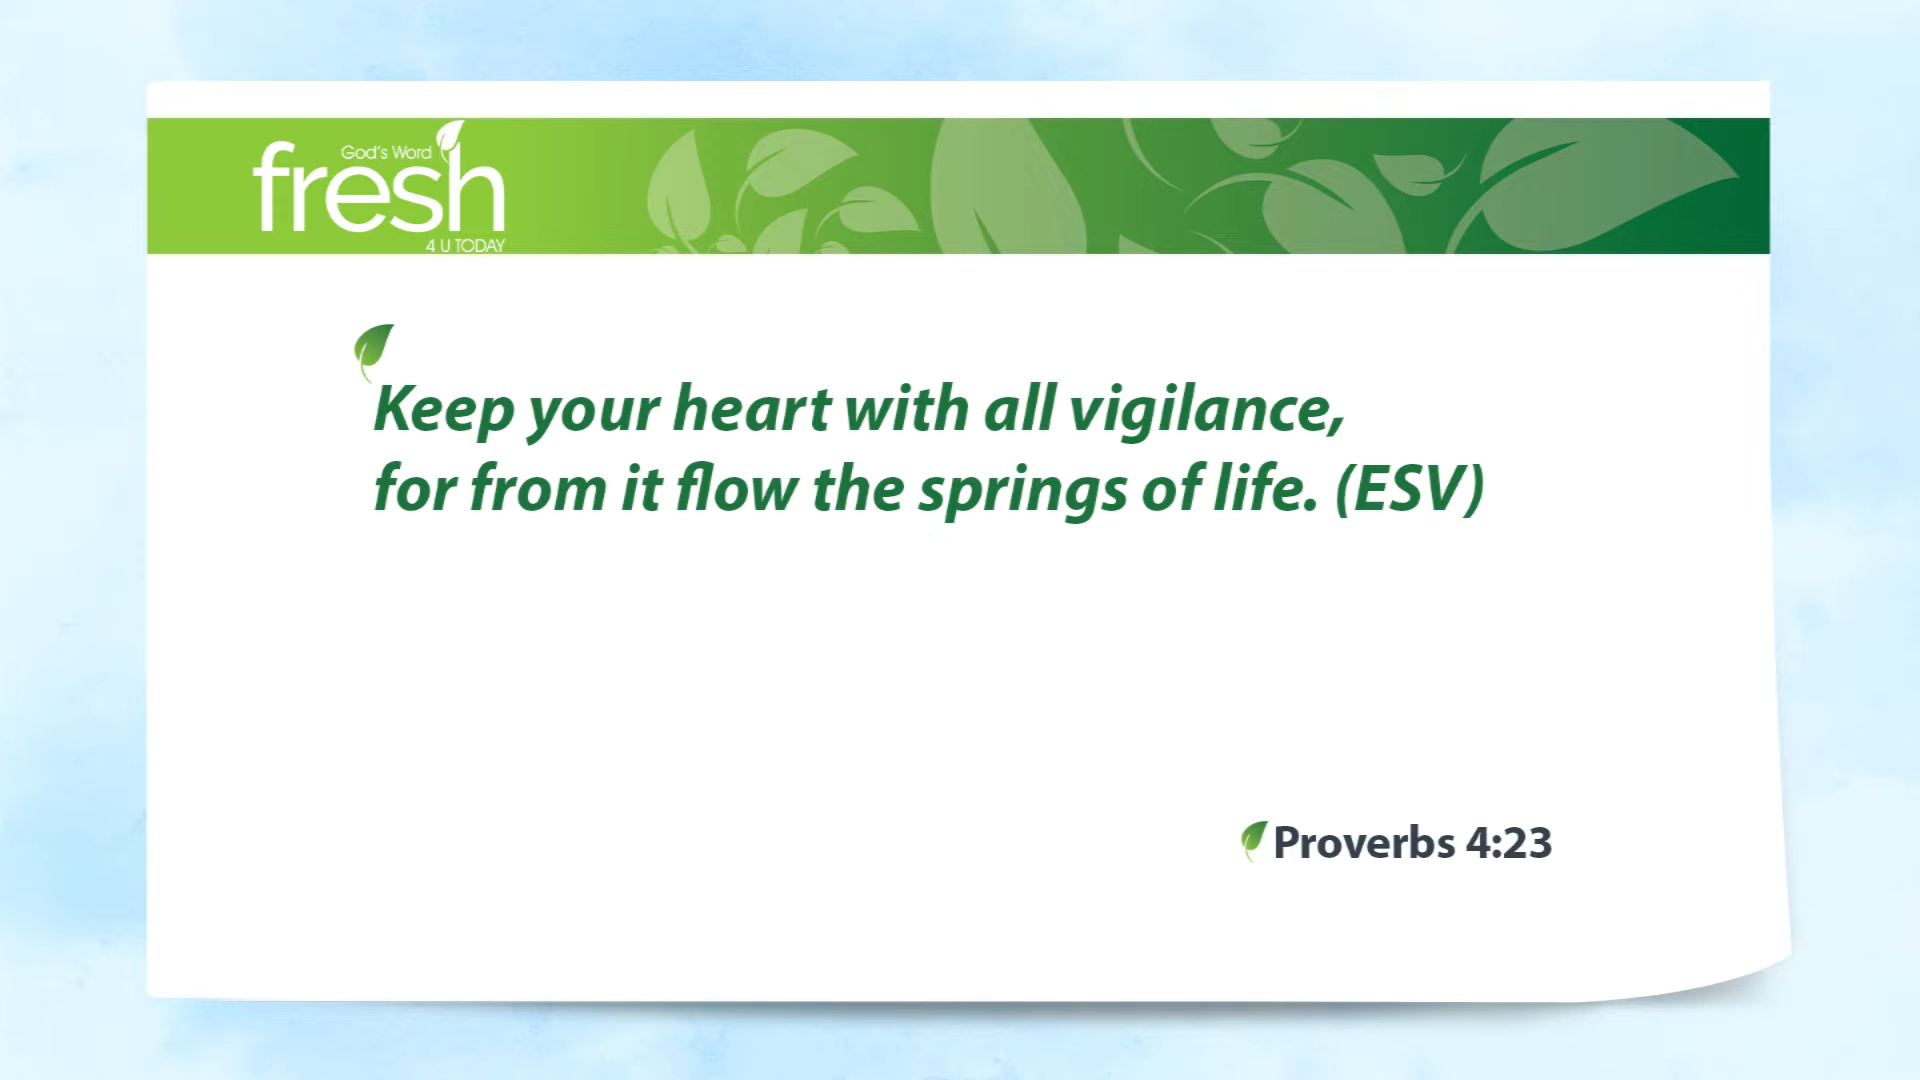 God's Word
fresh
4 U TODAY
Keep your heart with all vigilance,
for from it flow the springs of life. (ESV)
Proverbs 4:23